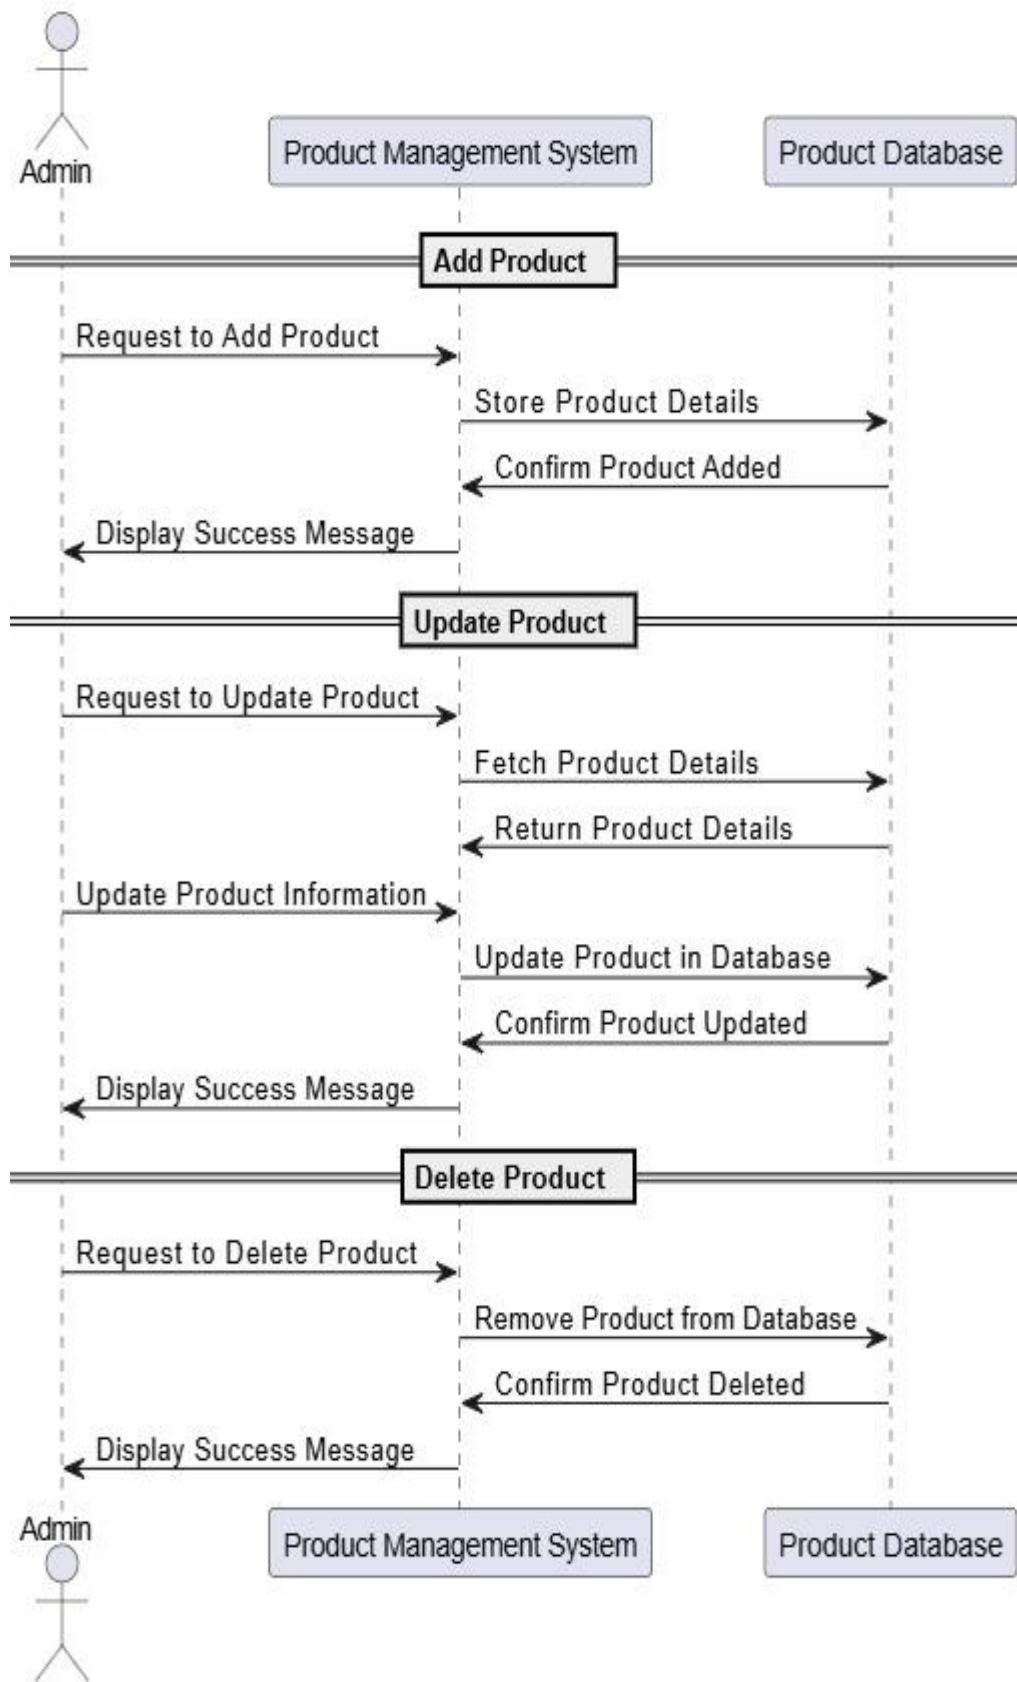 Admin
Product Management System
Product Database
Add Product
Request to Add Product
Store Product Details
Confirm Product Added
Display Success Message
Update Product
Request to Update Product
Fetch Product Details
Return Product Details
Update Product Information
Update Product in Database
Confirm Product Updated
Display Success Message
Delete Product
Request to Delete Product
Remove Product from Database
Confirm Product Deleted
Display Success Message
Admin
Product Management System
Product Database